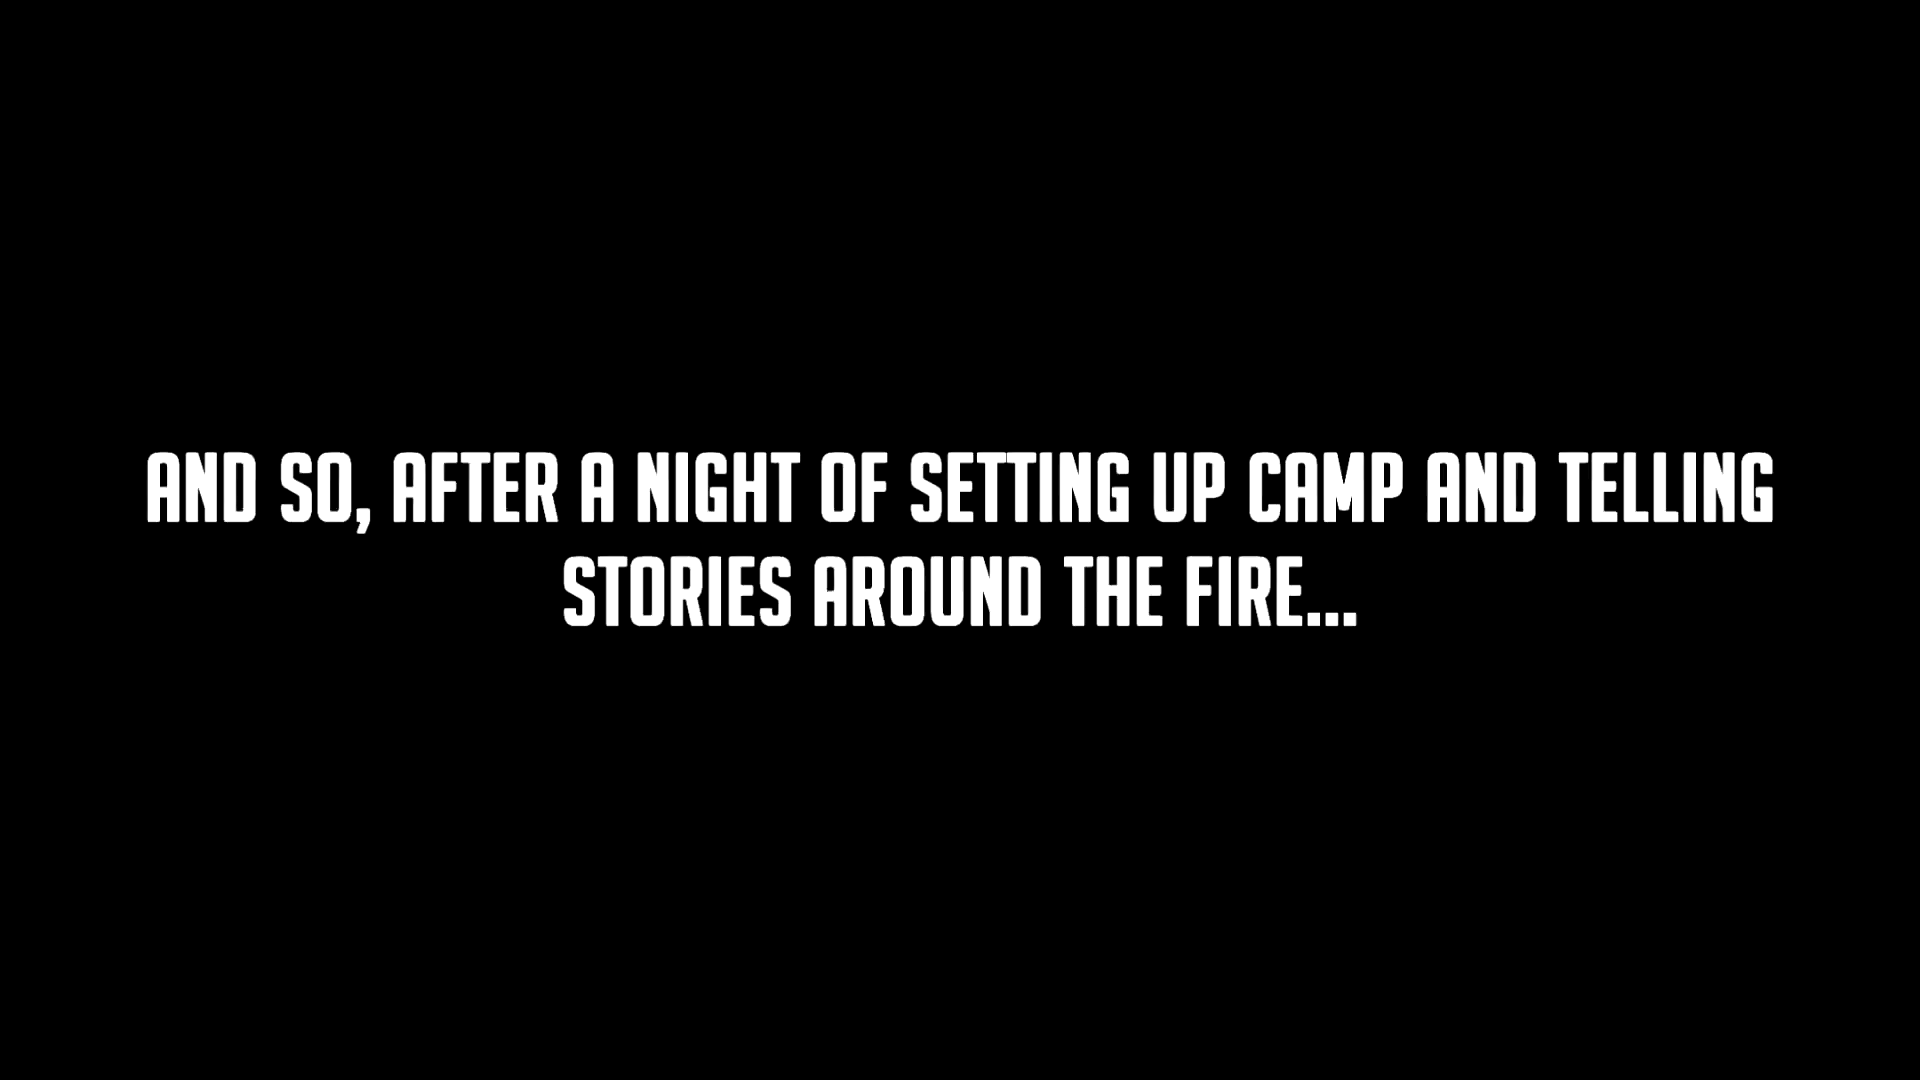 AND SO, AFTER A NIGHT OF SETTING UP CAMP AND TELLING
STORIES AROUND THE FIRE...